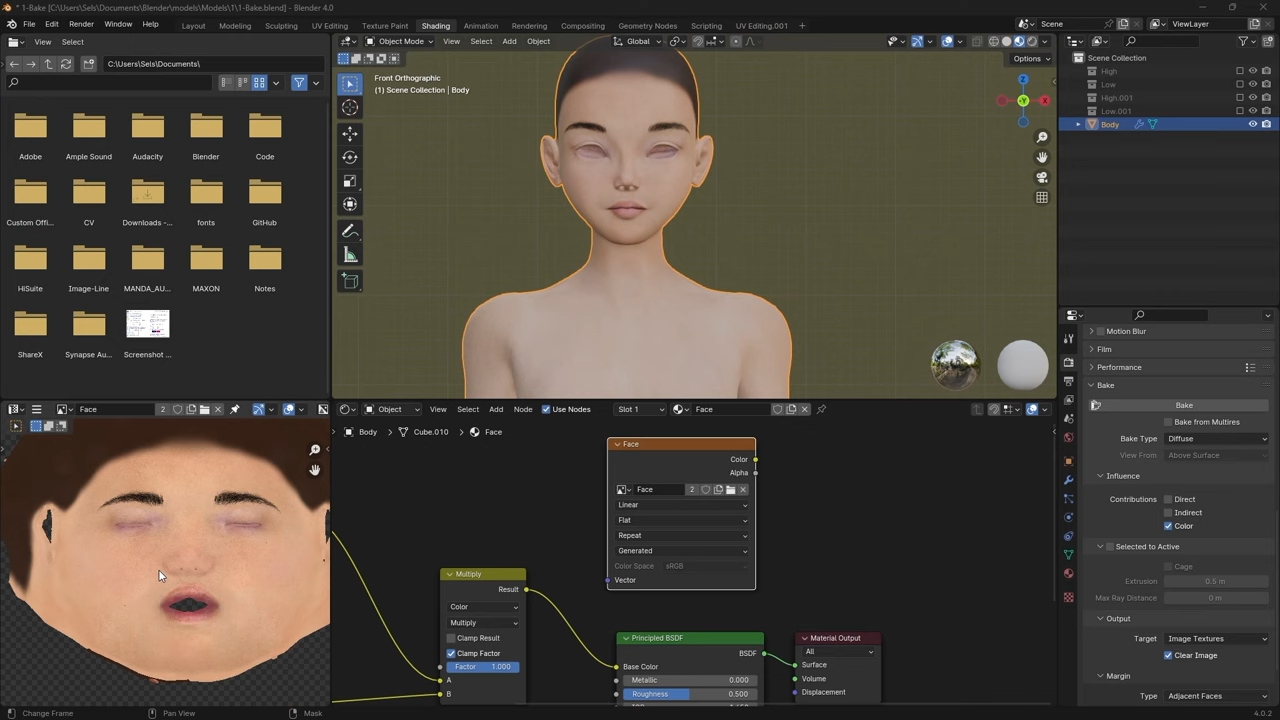 * 1-Bake [C:\Users\Sels\Documents\Blender\models\Models\1\1-Bake.blend] - Blender 4.0
File Edit Render Window Help Layout Modeling Sculpting UV Editing Texture Paint Shading Animation Rendering Compositing Geometry Nodes Scripting UV Editing.001 Scene ViewLayer
View Select
C:\Users\Sels\Documents\
Adobe Ample Sound Audacity Blender Code
Custom Offi... CV Downloads -... fonts GitHub
HiSuite Image-Line MANDA_AU... MAXON Notes
ShareX Synapse Au... Screenshot ...
Object Mode View Select Add Object Global
Options
Front Orthographic
(1) Scene Collection | Body
Z
-Y
X
Scene Collection
High
Low
High.001
Low.001
Body
Motion Blur
Film
Performance
Bake
Bake
Bake from Multires
Bake Type Diffuse
View From Above Surface
Influence
Contributions Direct
Indirect
Color
Selected to Active
Cage
Extrusion 0.5 m
Max Ray Distance 0 m
Output
Target Image Textures
Clear Image
Margin
Type Adjacent Faces
Face 2
Object View Select Add Node Use Nodes Slot 1 Face
Body Cube.010 Face
Face
Color
Alpha
Face 2
Linear
Flat
Repeat
Generated
Color Space sRGB
Vector
Multiply
Result
Color
Multiply
Clamp Result
Clamp Factor
Factor 1.000
A
B
Principled BSDF
BSDF
Base Color
Metallic 0.000
Roughness 0.500
Material Output
All
Surface
Volume
Displacement
Change Frame Pan View Mask 4.0.2